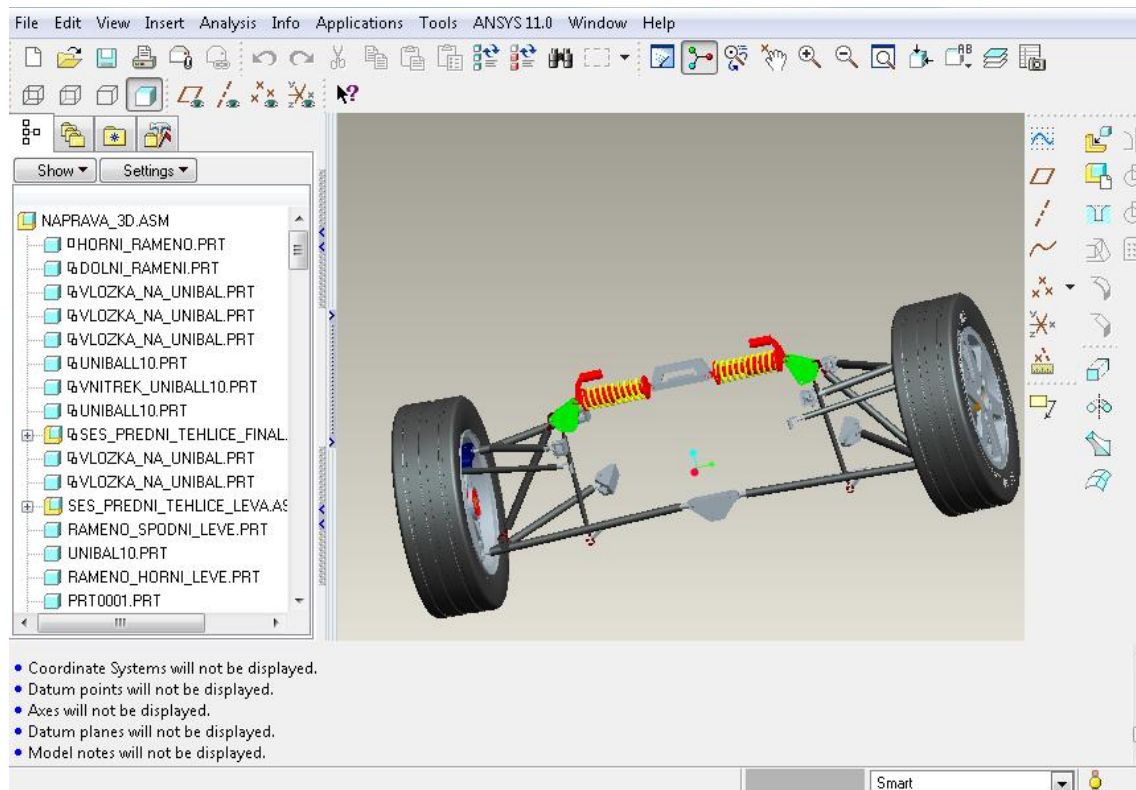 File Edit View Insert Analysis Info Applications Tools ANSYS 11.0 Window Help
Show Settings
NAPRAVA_3D.ASM
HORNI_RAMENO.PRT
DOLNI_RAMENI.PRT
VLOZKA_NA_UNIBAL.PRT
VLOZKA_NA_UNIBAL.PRT
VLOZKA_NA_UNIBAL.PRT
UNIBALL10.PRT
VNITREK_UNIBALL10.PRT
UNIBALL10.PRT
SES_PREDNI_TEHLICE_FINAL.
VLOZKA_NA_UNIBAL.PRT
VLOZKA_NA_UNIBAL.PRT
SES_PREDNI_TEHLICE_LEVA.AS
RAMENO_SPODNI_LEVE.PRT
UNIBAL10.PRT
RAMENO_HORNI_LEVE.PRT
PRT0001.PRT
• Coordinate Systems will not be displayed.
• Datum points will not be displayed.
• Axes will not be displayed.
• Datum planes will not be displayed.
• Model notes will not be displayed.
Smart